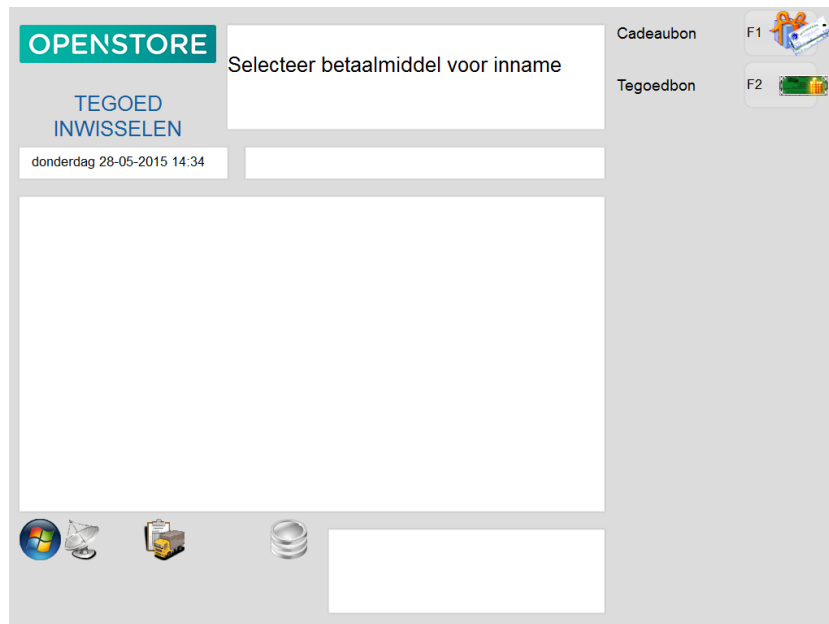 OPENSTORE
Selecteer betaalmiddel voor inname
TEGOED
INWISSELEN
donderdag 28-05-2015 14:34
Cadeaubon F1
Tegoedbon F2